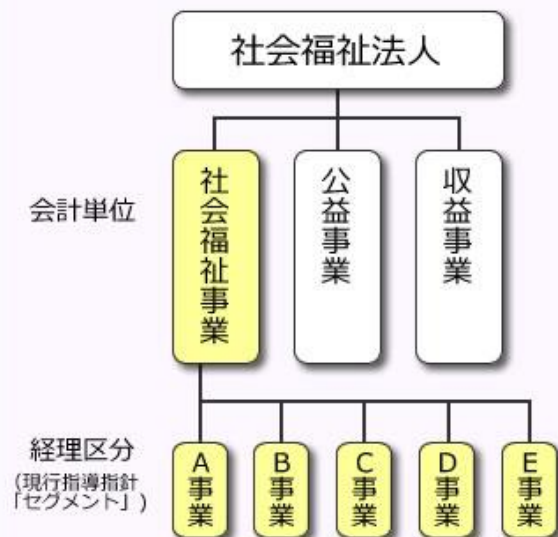 社会福祉法人
会計単位
社会福祉事業
公益事業
収益事業
経理区分
(現行指導指針
「セグメント」)
A事業
B事業
C事業
D事業
E事業